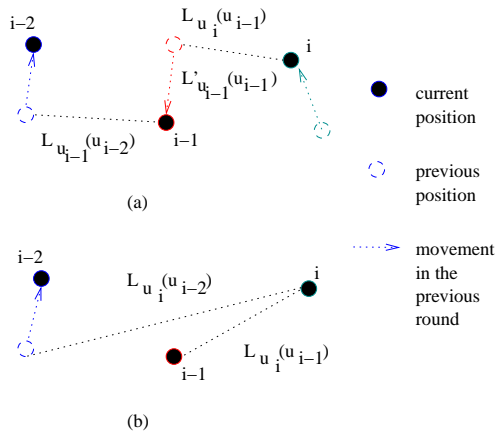 i−2
L u i (u i−1)
i
L' u i−1 (u i−1)
current position
i−1
L u i−1 (u i−2)
previous position
(a)
i−2
L u i (u i−2)
i
movement in the previous round
L u i (u i−1)
i−1
(b)